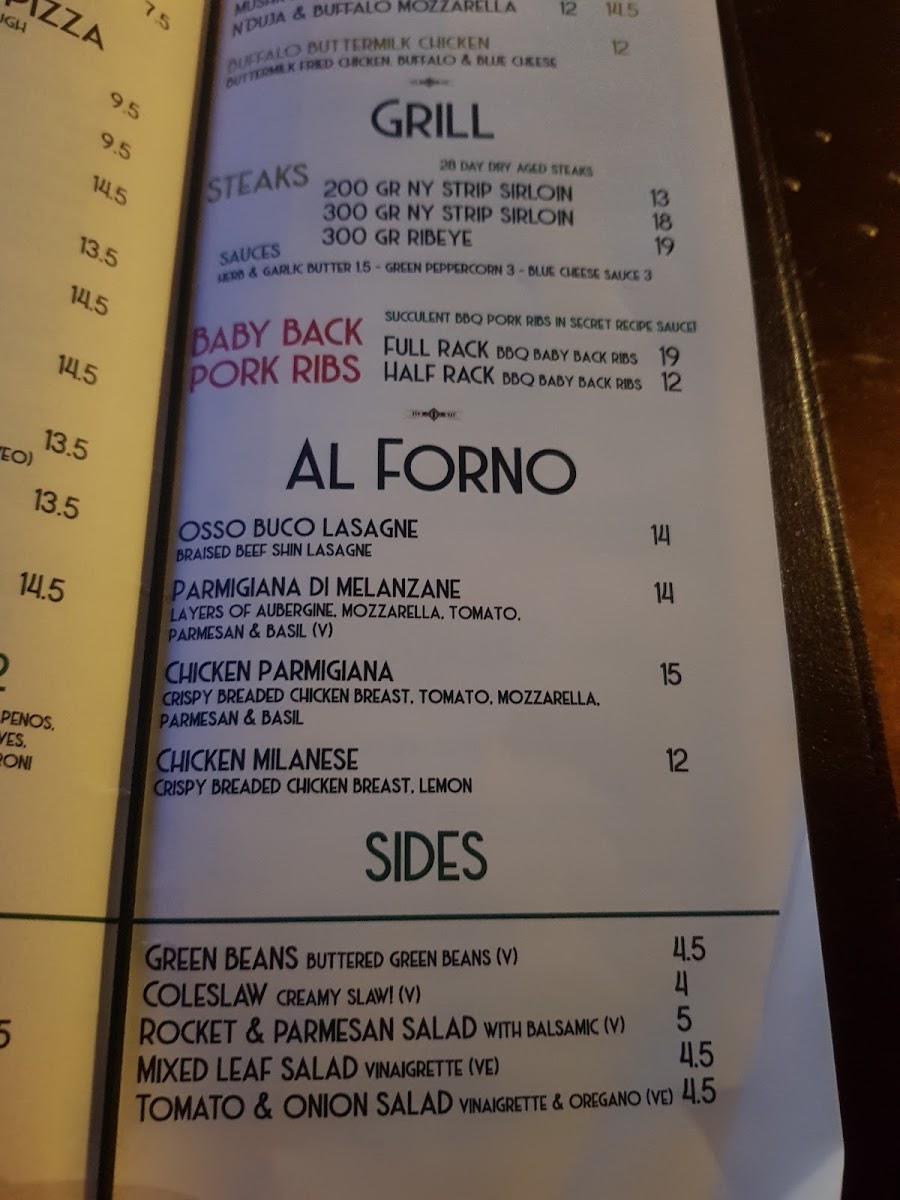 PIZZA
7.5
9.5
9.5
14.5
13.5
14.5
14.5
13.5
13.5
14.5
PENOS,
N'DUJA & BUFFALO MOZZARELLA 12 14.5
BUFFALO BUTTERMILK CHICKEN 12
BUTTERMILK FRIED CHICKEN, BUFFALO & BLUE CHEESE
GRILL
STEAKS
28 DAY DRY AGED STEAKS
200 GR NY STRIP SIRLOIN 13
300 GR NY STRIP SIRLOIN 18
300 GR RIBEYE 19
SAUCES
HERB & GARLIC BUTTER 1.5 - GREEN PEPPERCORN 3 - BLUE CHEESE SAUCE 3
BABY BACK
PORK RIBS
SUCCULENT BBQ PORK RIBS IN SECRET RECIPE SAUCE!
FULL RACK BBQ BABY BACK RIBS 19
HALF RACK BBQ BABY BACK RIBS 12
AL FORNO
OSSO BUCO LASAGNE 14
BRAISED BEEF SHIN LASAGNE
PARMIGIANA DI MELANZANE 14
LAYERS OF AUBERGINE, MOZZARELLA, TOMATO,
PARMESAN & BASIL (V)
CHICKEN PARMIGIANA 15
CRISPY BREADED CHICKEN BREAST, TOMATO, MOZZARELLA,
PARMESAN & BASIL
CHICKEN MILANESE 12
CRISPY BREADED CHICKEN BREAST, LEMON
SIDES
GREEN BEANS BUTTERED GREEN BEANS (V) 4.5
COLESLAW CREAMY SLAW! (V) 4
ROCKET & PARMESAN SALAD WITH BALSAMIC (V) 5
MIXED LEAF SALAD VINAIGRETTE (VE) 4.5
TOMATO & ONION SALAD VINAIGRETTE & OREGANO (VE) 4.5